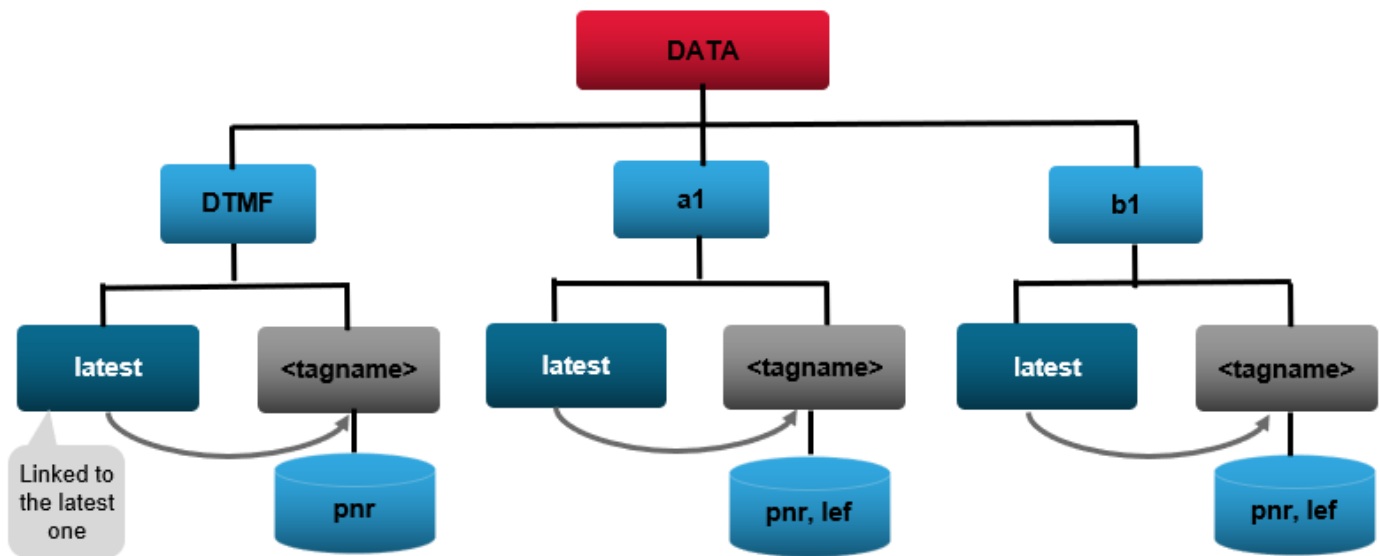 DATA
DTMF
a1
b1
latest
<tagname>
latest
<tagname>
latest
<tagname>
Linked to
the latest
one
pnr
pnr, lef
pnr, lef